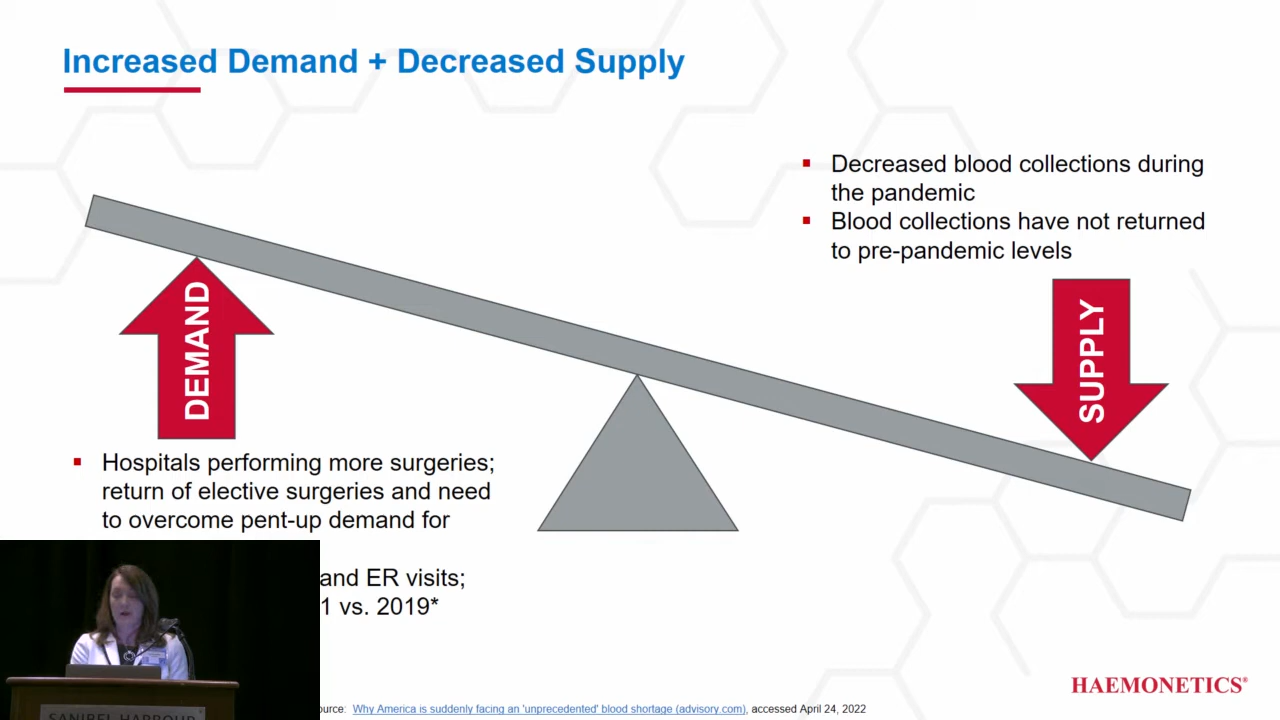 Increased Demand + Decreased Supply
Decreased blood collections during
the pandemic
Blood collections have not returned
to pre-pandemic levels
DEMAND
SUPPLY
Hospitals performing more surgeries;
return of elective surgeries and need
to overcome pent-up demand for
and ER visits;
1 vs. 2019*
SANIBEL HARBOUR
HAEMONETICS®
Why America is suddenly facing an 'unprecedented' blood shortage (advisory.com), accessed April 24, 2022